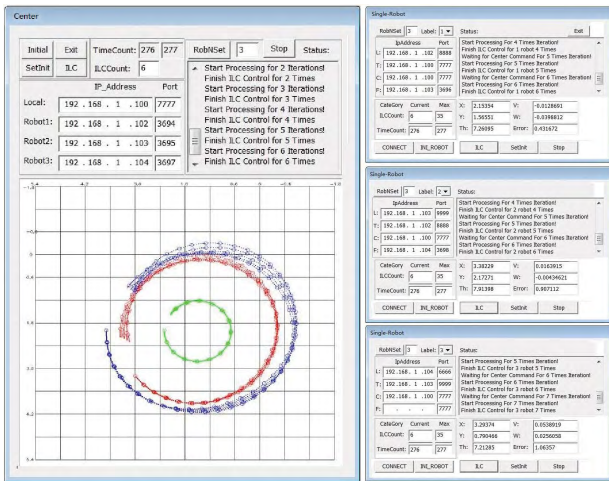 Center
Initial Exit TimeCount: 276 277 RobNSet 3 Stop Status:
SetInit ILC ILCCount: 6
Start Processing for 2 Iterations!
Finish ILC Control for 2 Times
Start Processing for 3 Iterations!
Finish ILC Control for 3 Times
Start Processing for 4 Iterations!
Finish ILC Control for 4 Times
Start Processing for 5 Iterations!
Finish ILC Control for 5 Times
Start Processing for 6 Iterations!
Finish ILC Control for 6 Times
IP_Address Port
Local: 192 . 168 . 1 . 100 7777
Robot1: 192 . 168 . 1 . 102 3694
Robot2: 192 . 168 . 1 . 103 3695
Robot3: 192 . 168 . 1 . 104 3697
Single-Robot
RobNSet 3 Label: 1 Status: Exit
IpAddress Port
L: 192.168. 1 .102 8888
T: 192.168. 1 .100 7777
C: 192.168. 1 .100 7777
F: 192.168. 1 .103 3696
Start Processing For 4 Times Iteration!
Finish ILC Control for 1 robot 4 Times
Waiting for Center Command For 5 Times Iteration!
Start Processing For 5 Times Iteration!
Finish ILC Control for 1 robot 5 Times
Waiting for Center Command For 6 Times Iteration!
Start Processing For 6 Times Iteration!
Finish ILC Control for 1 robot 6 Times
CateGory Current Max X: 2.15354 V: -0.0128691
ILCCount: 6 35 Y: 1.56551 W: -0.0398812
TimeCount: 276 277 Th: 7.26095 Error: 0.431672
CONNECT INI_ROBOT ILC SetInit Stop
Single-Robot
RobNSet 3 Label: 2 Status:
IpAddress Port
L: 192.168. 1 .103 9999
T: 192.168. 1 .102 8888
C: 192.168. 1 .100 7777
F: 192.168. 1 .104 3698
Start Processing For 4 Times Iteration!
Finish ILC Control for 2 robot 4 Times
Waiting for Center Command For 5 Times Iteration!
Start Processing For 5 Times Iteration!
Finish ILC Control for 2 robot 5 Times
Waiting for Center Command For 6 Times Iteration!
Start Processing For 6 Times Iteration!
Finish ILC Control for 2 robot 6 Times
CateGory Current Max X: 3.38229 V: 0.0163915
ILCCount: 6 35 Y: 2.17271 W: -0.00434621
TimeCount: 276 277 Th: 7.91398 Error: 0.907112
CONNECT INI_ROBOT ILC SetInit Stop
Single-Robot
RobNSet 3 Label: 3 Status:
IpAddress Port
L: 192.168. 1 .104 6666
T: 192.168. 1 .103 9999
C: 192.168. 1 .100 7777
F: . . .
Start Processing For 5 Times Iteration!
Finish ILC Control for 3 robot 5 Times
Waiting for Center Command For 6 Times Iteration!
Start Processing For 6 Times Iteration!
Finish ILC Control for 3 robot 6 Times
Waiting for Center Command For 7 Times Iteration!
Start Processing For 7 Times Iteration!
Finish ILC Control for 3 robot 7 Times
CateGory Current Max X: 3.29374 V: 0.0538919
ILCCount: 6 35 Y: 0.790466 W: 0.0256058
TimeCount: 276 277 Th: 7.21285 Error: 1.06357
CONNECT INI_ROBOT ILC SetInit Stop